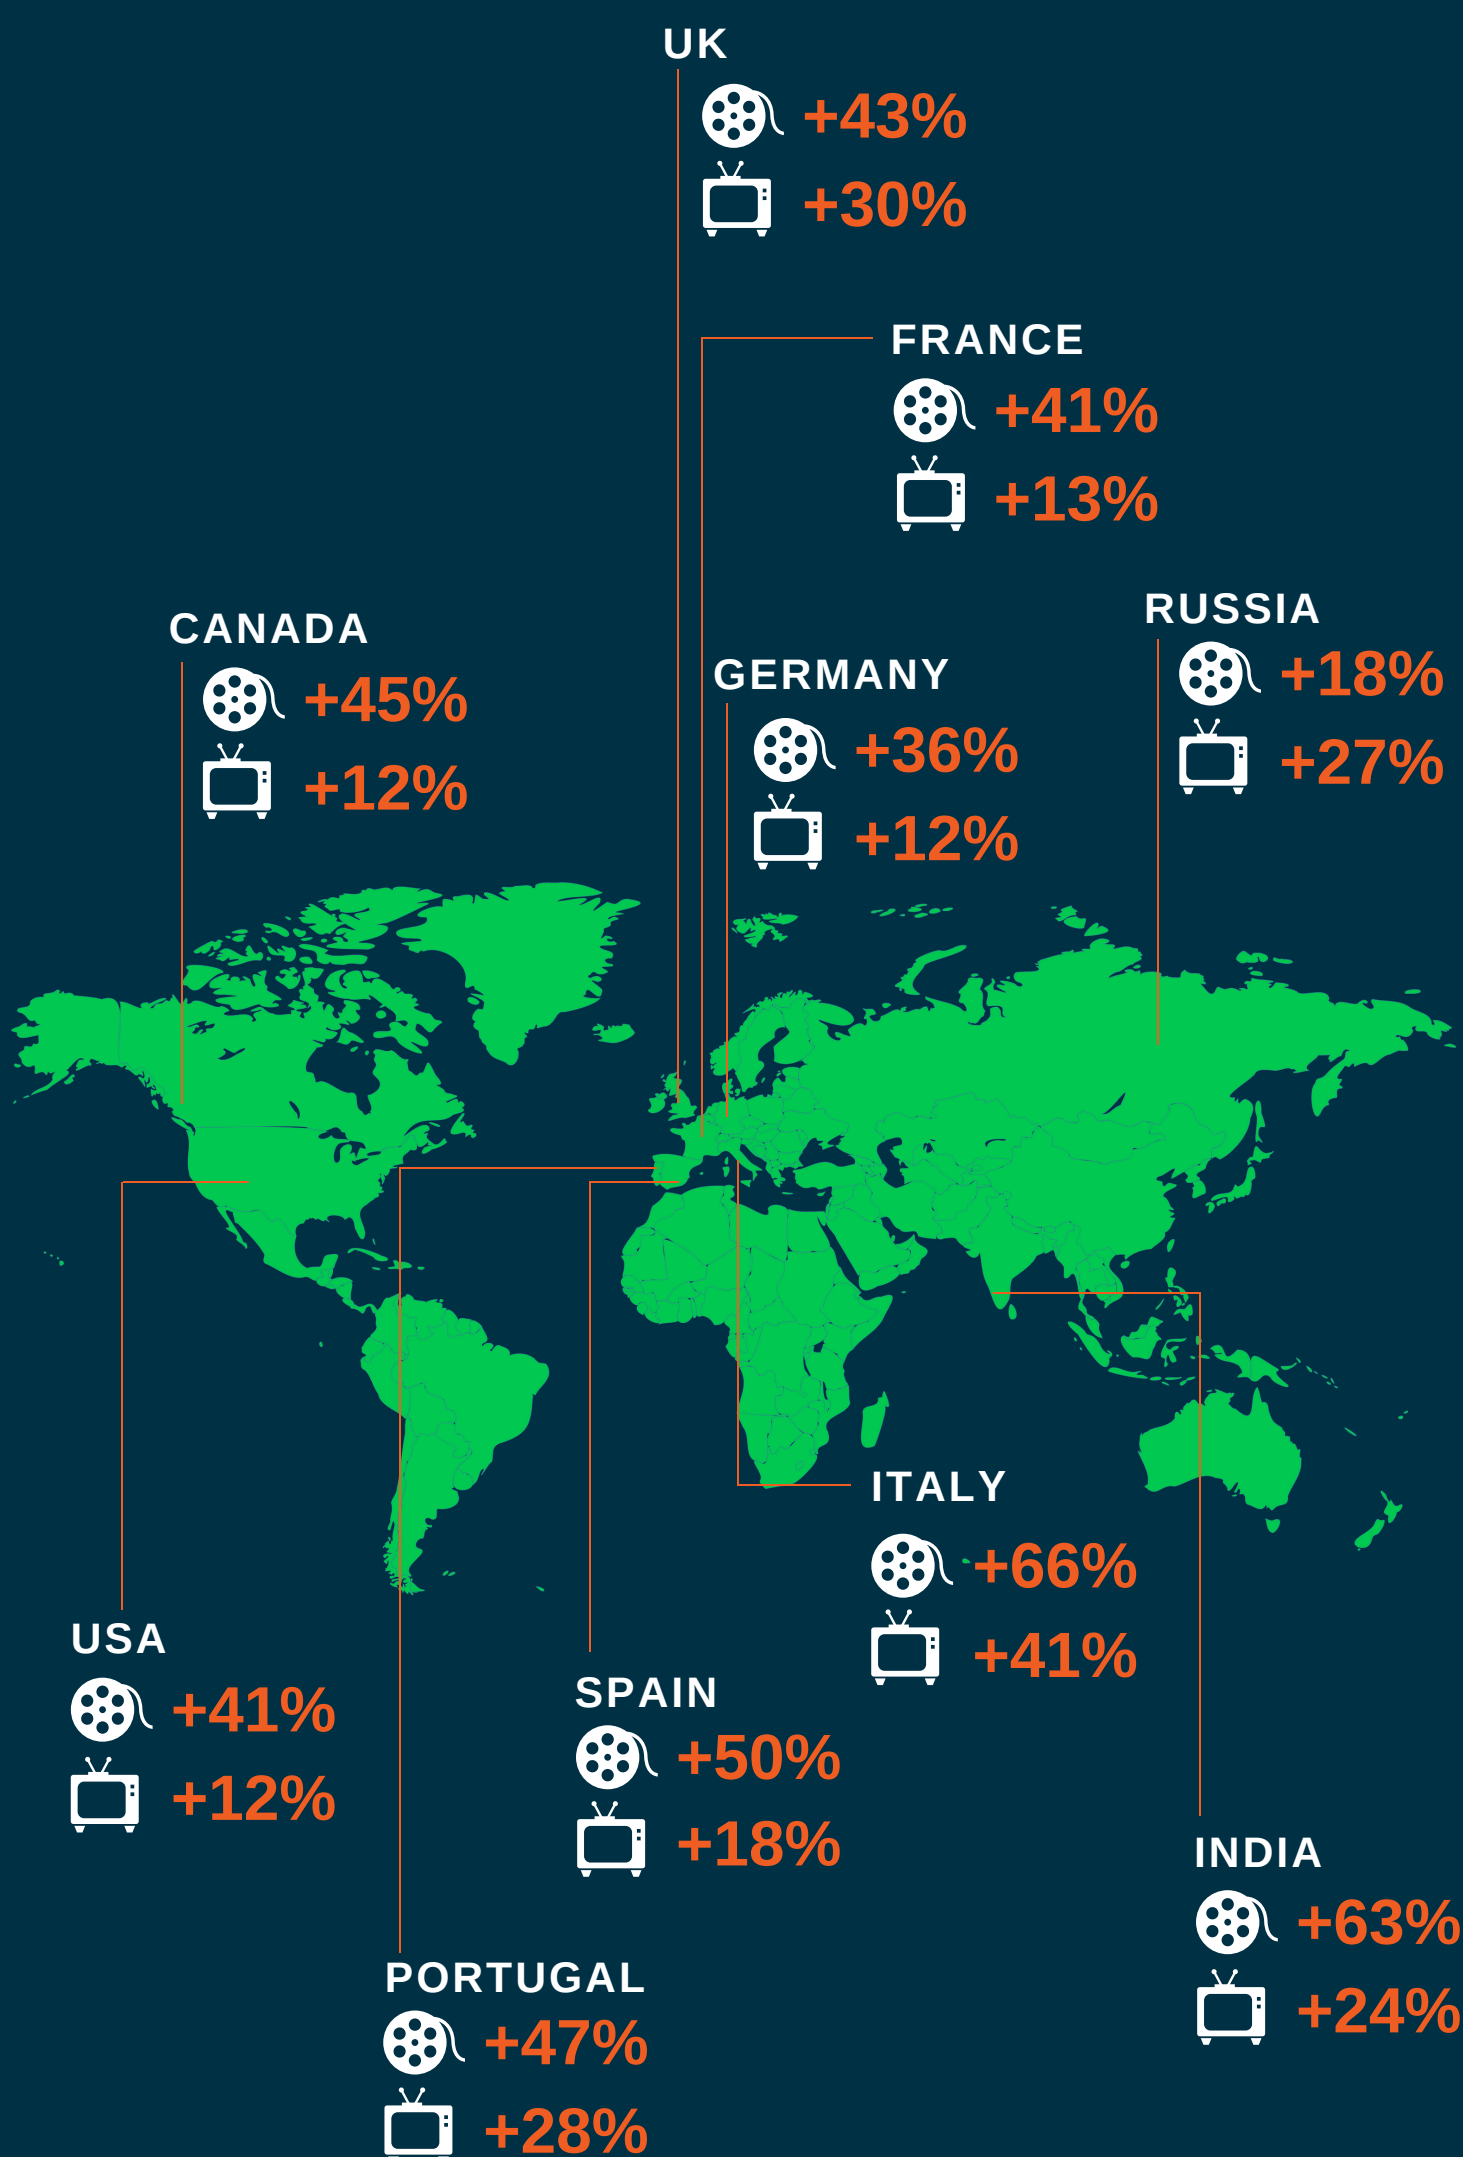 UK
+43%
+30%
FRANCE
+41%
+13%
CANADA
+45%
+12%
GERMANY
+36%
+12%
RUSSIA
+18%
+27%
ITALY
+66%
+41%
USA
+41%
+12%
SPAIN
+50%
+18%
INDIA
+63%
+24%
PORTUGAL
+47%
+28%